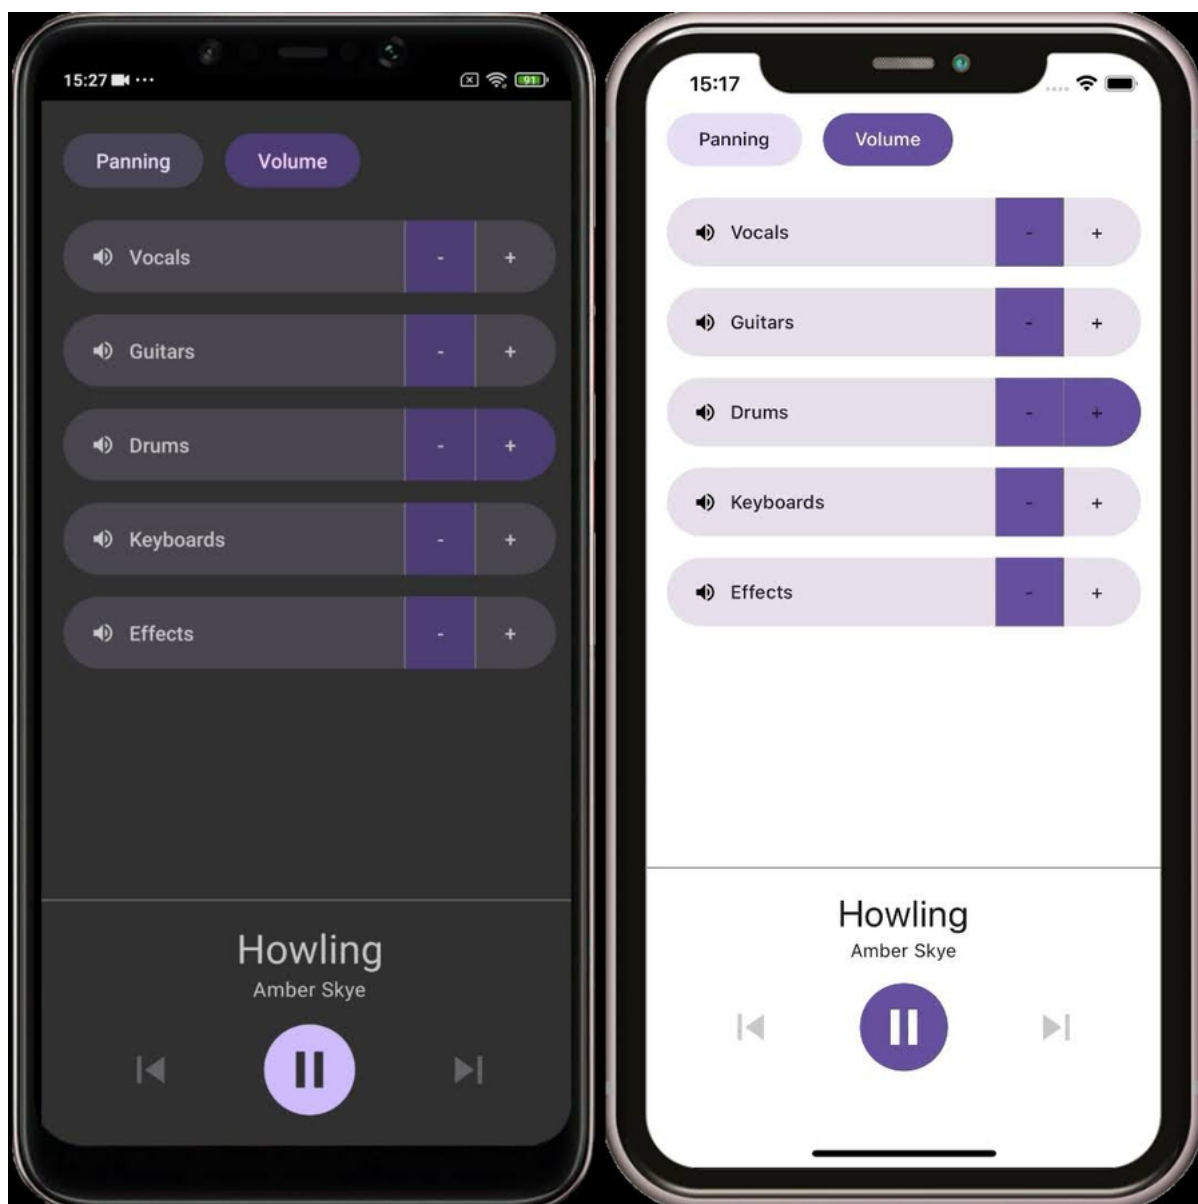 15:27
91
Panning Volume
Vocals - +
Guitars - +
Drums - +
Keyboards - +
Effects - +
Howling
Amber Skye
15:17
Panning Volume
Vocals - +
Guitars - +
Drums - +
Keyboards - +
Effects - +
Howling
Amber Skye